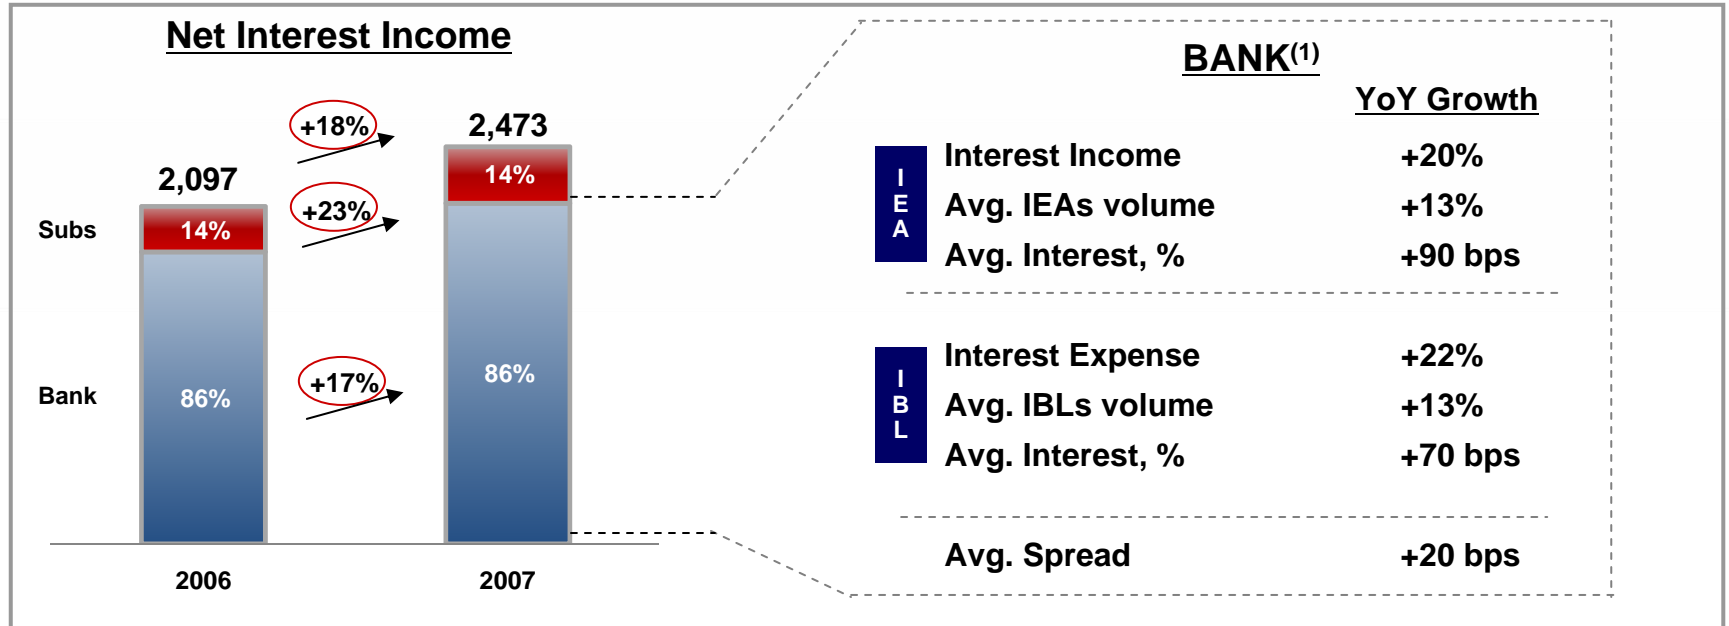 Net Interest Income
+18%
2,473
2,097
14%
+23%
Subs
14%
Bank
86%
+17%
86%
2006
2007
BANK(1)
YoY Growth
IEA
Interest Income +20%
Avg. IEAs volume +13%
Avg. Interest, % +90 bps
IBL
Interest Expense +22%
Avg. IBLs volume +13%
Avg. Interest, % +70 bps
Avg. Spread +20 bps